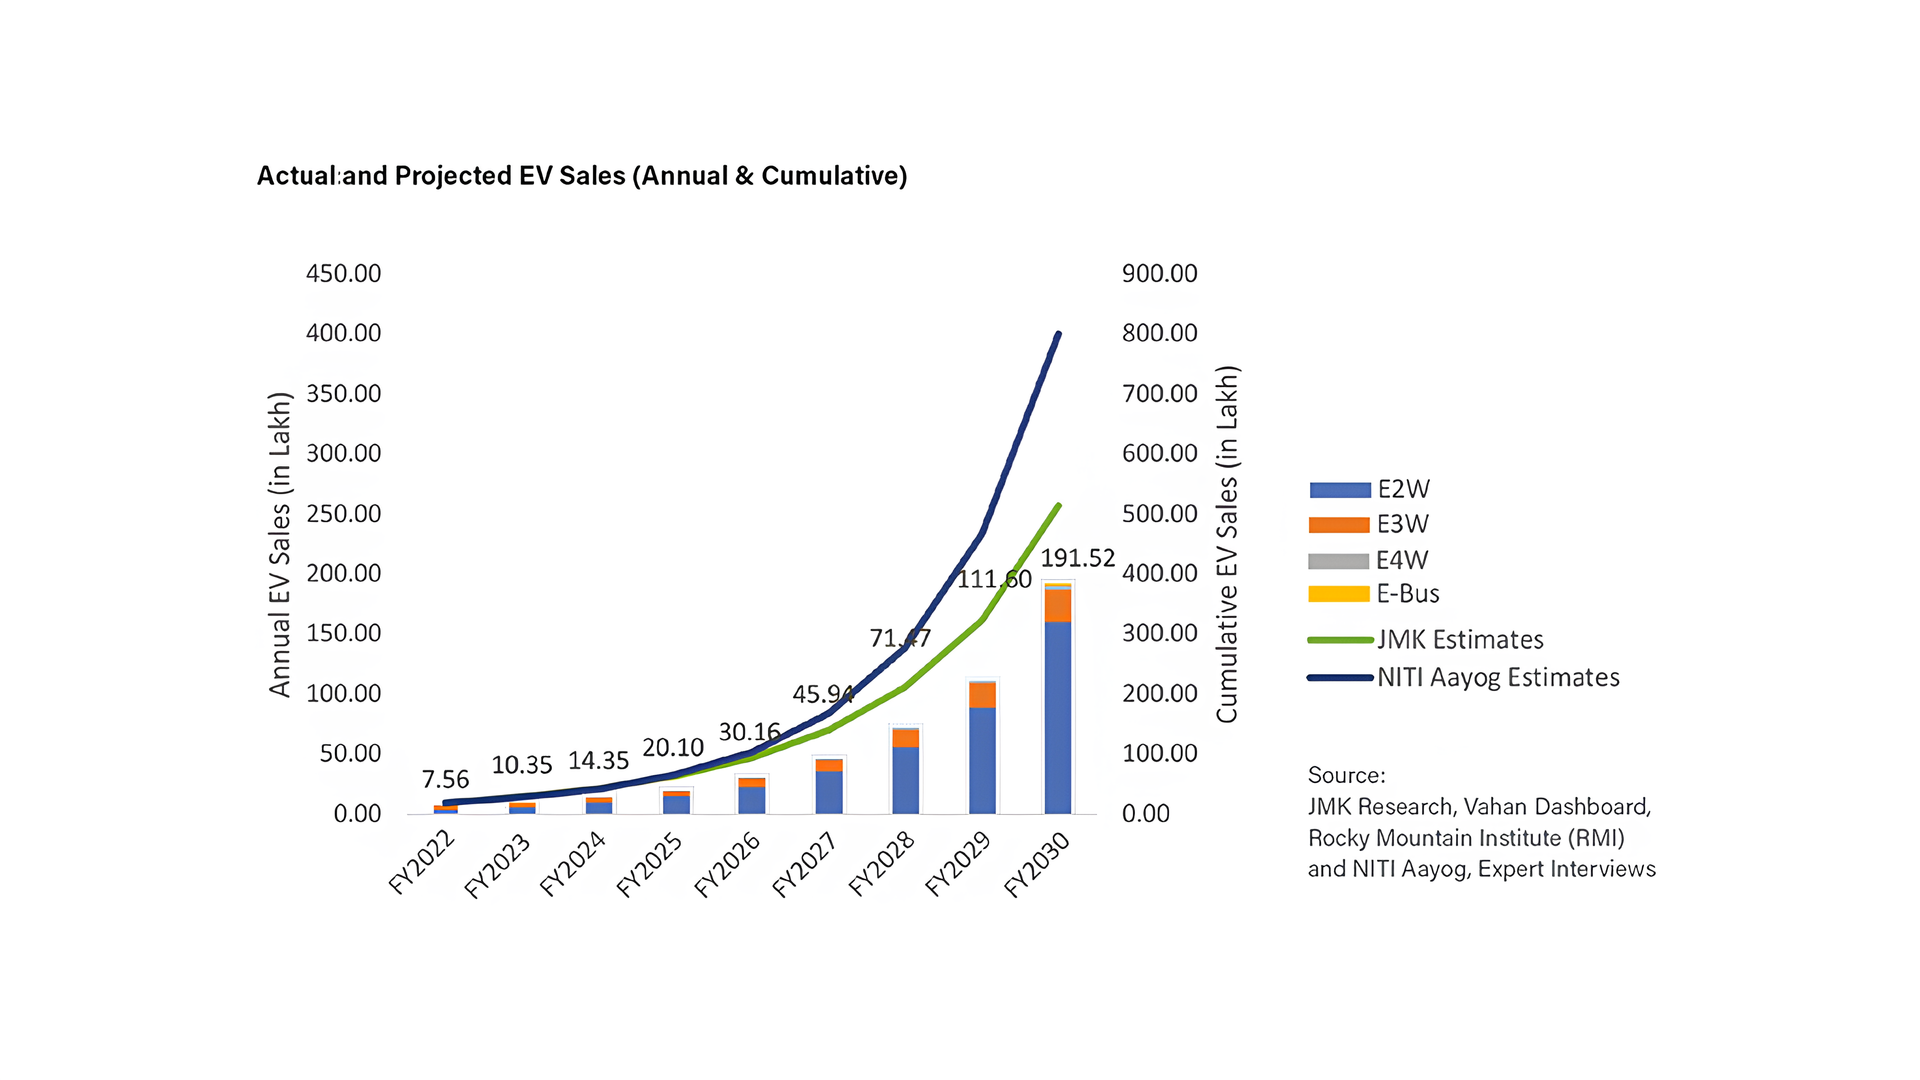 Actual and Projected EV Sales (Annual & Cumulative)
Annual EV Sales (in Lakh)
450.00
400.00
350.00
300.00
250.00
200.00
150.00
100.00
50.00
0.00
7.56
10.35
14.35
20.10
30.16
45.94
71.47
111.60
191.52
FY2022
FY2023
FY2024
FY2025
FY2026
FY2027
FY2028
FY2029
FY2030
900.00
800.00
700.00
600.00
500.00
400.00
300.00
200.00
100.00
0.00
Cumulative EV Sales (in Lakh)
E2W
E3W
E4W
E-Bus
JMK Estimates
NITI Aayog Estimates
Source:
JMK Research, Vahan Dashboard,
Rocky Mountain Institute (RMI)
and NITI Aayog, Expert Interviews